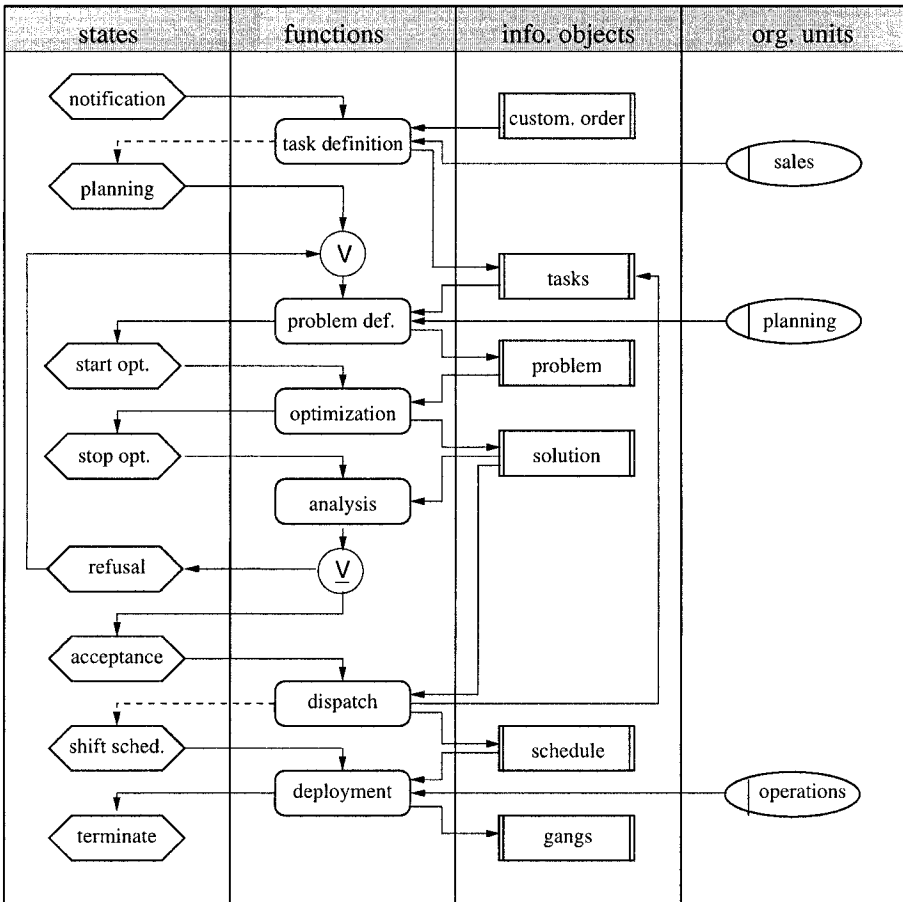 states functions info. objects org. units
notification
custom. order
task definition
sales
planning
V
tasks
problem def.
planning
start opt.
problem
optimization
stop opt.
solution
analysis
refusal
V
acceptance
dispatch
shift sched.
schedule
deployment
operations
terminate
gangs